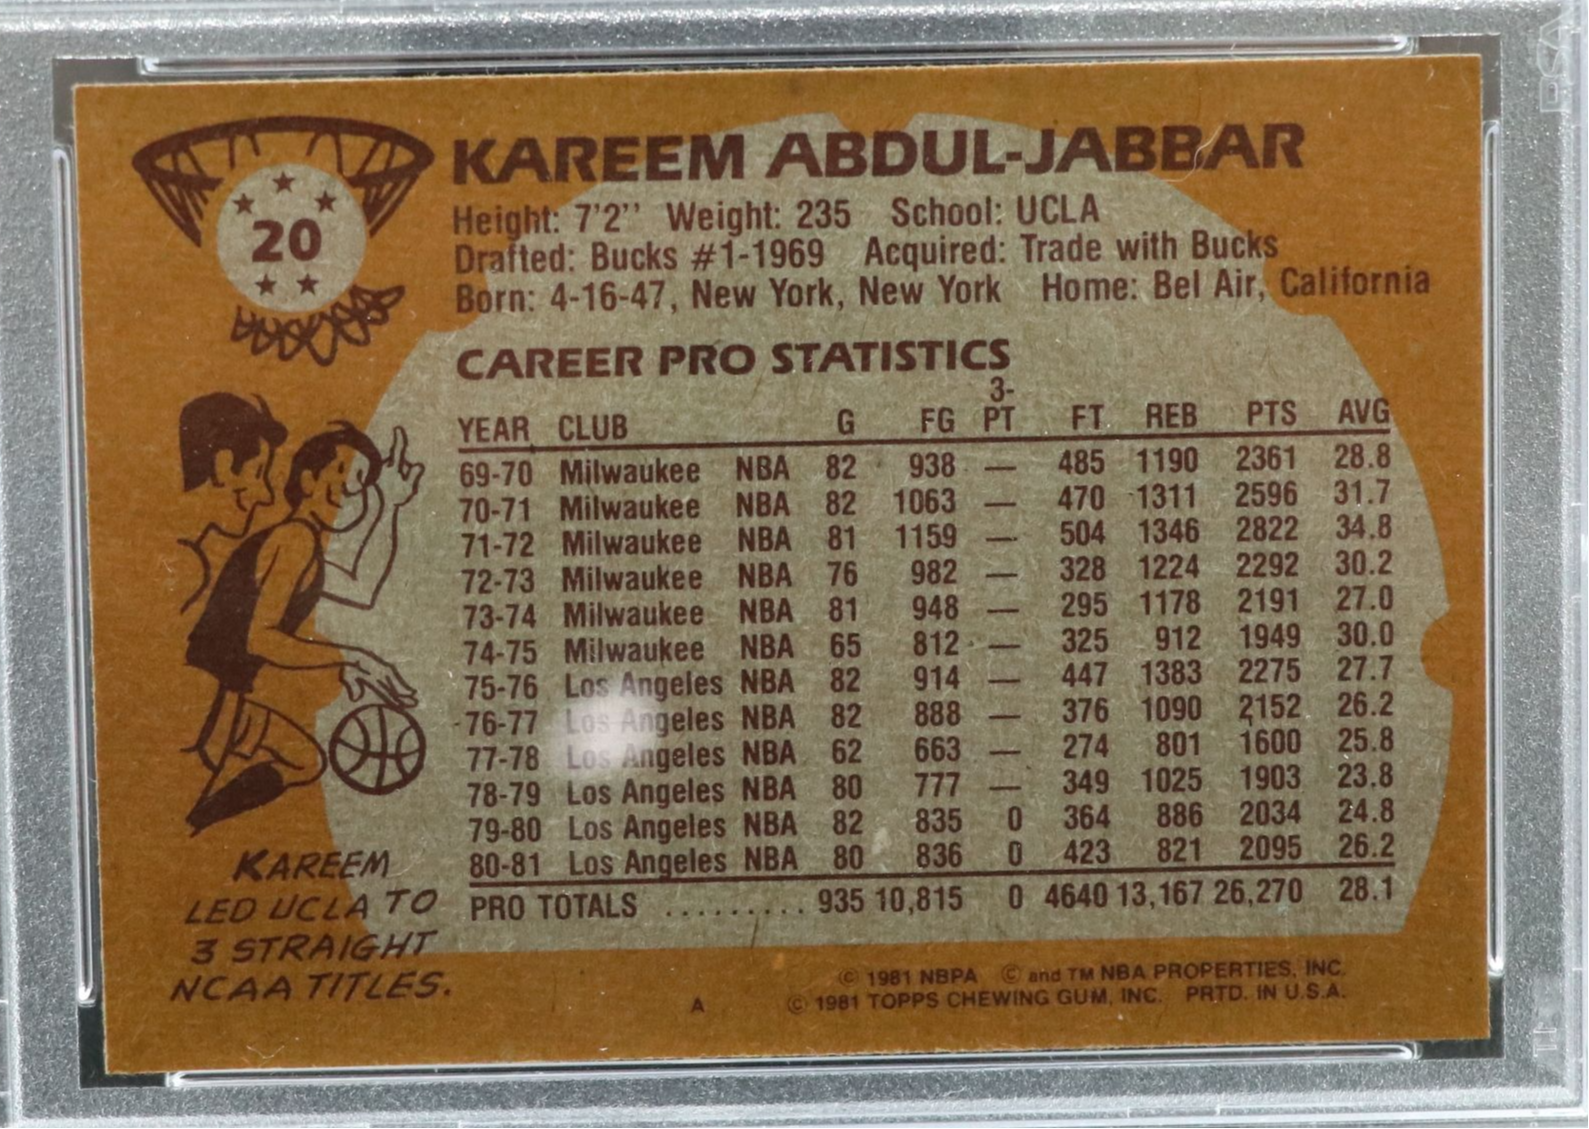 KAREEM ABDUL-JABBAR
20
Height: 7'2'' Weight: 235 School: UCLA
Drafted: Bucks #1-1969 Acquired: Trade with Bucks
Born: 4-16-47, New York, New York Home: Bel Air, California
CAREER PRO STATISTICS
YEAR CLUB G FG 3-PT FT REB PTS AVG
69-70 Milwaukee NBA 82 938 — 485 1190 2361 28.8
70-71 Milwaukee NBA 82 1063 — 470 1311 2596 31.7
71-72 Milwaukee NBA 81 1159 — 504 1346 2822 34.8
72-73 Milwaukee NBA 76 982 — 328 1224 2292 30.2
73-74 Milwaukee NBA 81 948 — 295 1178 2191 27.0
74-75 Milwaukee NBA 65 812 — 325 912 1949 30.0
75-76 Los Angeles NBA 82 914 — 447 1383 2275 27.7
76-77 Los Angeles NBA 82 888 — 376 1090 2152 26.2
77-78 Los Angeles NBA 62 663 — 274 801 1600 25.8
78-79 Los Angeles NBA 80 777 — 349 1025 1903 23.8
79-80 Los Angeles NBA 82 835 0 364 886 2034 24.8
80-81 Los Angeles NBA 80 836 0 423 821 2095 26.2
PRO TOTALS ......... 935 10,815 0 4640 13,167 26,270 28.1
KAREEM
LED UCLA TO
3 STRAIGHT
NCAA TITLES.
© 1981 NBPA © and TM NBA PROPERTIES, INC.
A © 1981 TOPPS CHEWING GUM, INC. PRTD. IN U.S.A.
PSA